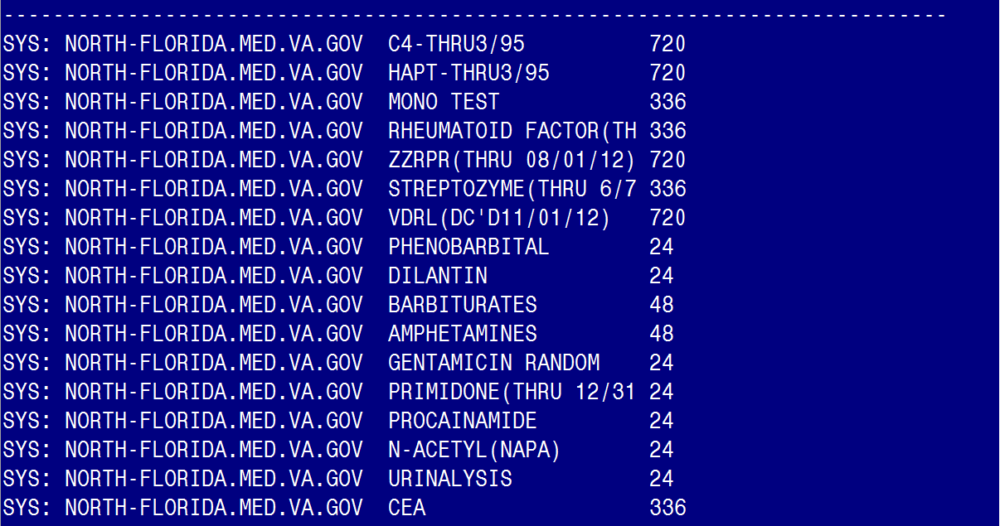 --------------------------------------------------------------------------------
SYS: NORTH-FLORIDA.MED.VA.GOV  C4-THRU3/95          720
SYS: NORTH-FLORIDA.MED.VA.GOV  HAPT-THRU3/95        720
SYS: NORTH-FLORIDA.MED.VA.GOV  MONO TEST            336
SYS: NORTH-FLORIDA.MED.VA.GOV  RHEUMATOID FACTOR(TH 336
SYS: NORTH-FLORIDA.MED.VA.GOV  ZZRPR(THRU 08/01/12) 720
SYS: NORTH-FLORIDA.MED.VA.GOV  STREPTOZYME(THRU 6/7 336
SYS: NORTH-FLORIDA.MED.VA.GOV  VDRL(DC'D11/01/12)   720
SYS: NORTH-FLORIDA.MED.VA.GOV  PHENOBARBITAL        24
SYS: NORTH-FLORIDA.MED.VA.GOV  DILANTIN             24
SYS: NORTH-FLORIDA.MED.VA.GOV  BARBITURATES         48
SYS: NORTH-FLORIDA.MED.VA.GOV  AMPHETAMINES         48
SYS: NORTH-FLORIDA.MED.VA.GOV  GENTAMICIN RANDOM    24
SYS: NORTH-FLORIDA.MED.VA.GOV  PRIMIDONE(THRU 12/31 24
SYS: NORTH-FLORIDA.MED.VA.GOV  PROCAINAMIDE         24
SYS: NORTH-FLORIDA.MED.VA.GOV  N-ACETYL(NAPA)       24
SYS: NORTH-FLORIDA.MED.VA.GOV  URINALYSIS           24
SYS: NORTH-FLORIDA.MED.VA.GOV  CEA                  336